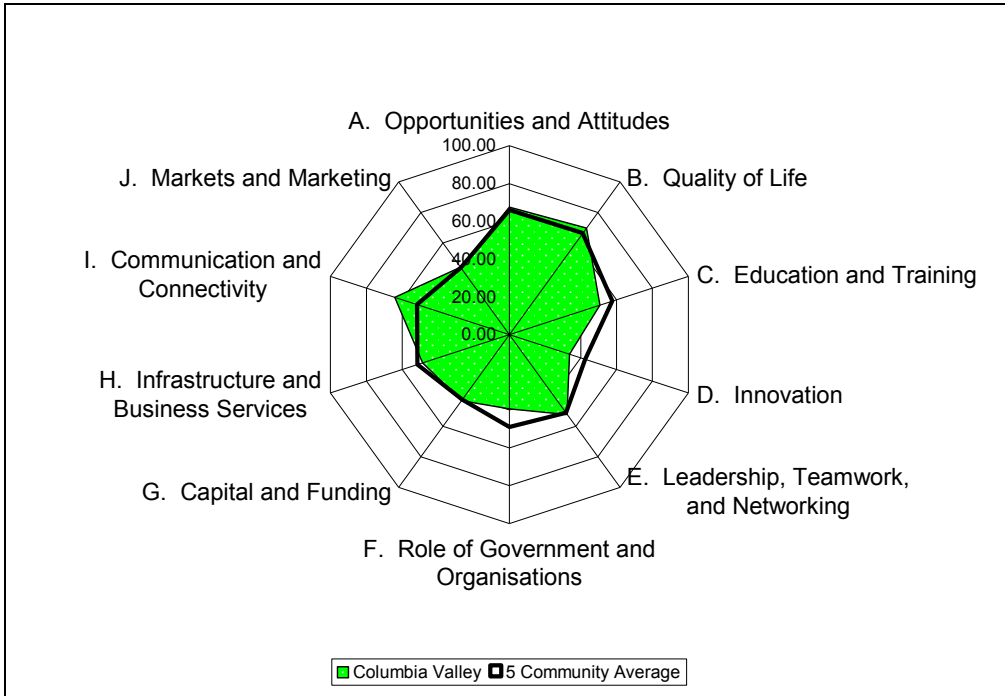 A. Opportunities and Attitudes
100.00
J. Markets and Marketing
B. Quality of Life
80.00
60.00
I. Communication and
Connectivity
40.00
C. Education and Training
20.00
0.00
H. Infrastructure and
Business Services
D. Innovation
G. Capital and Funding
E. Leadership, Teamwork,
and Networking
F. Role of Government and
Organisations
Columbia Valley
5 Community Average